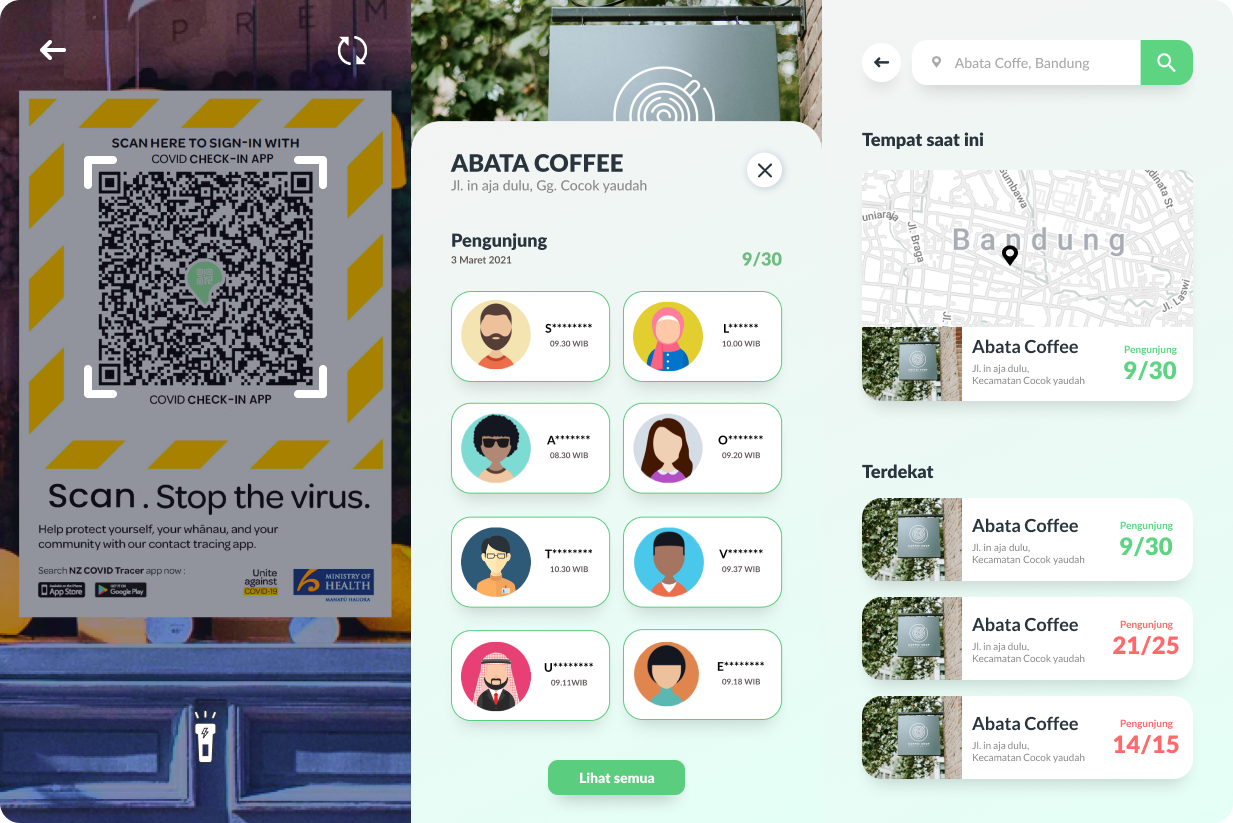 P R E M
SCAN HERE TO SIGN-IN WITH
COVID CHECK-IN APP
COVID CHECK-IN APP
Scan. Stop the virus.
Help protect yourself, your whānau, and your
community with our contact tracing app.
Search NZ COVID Tracer app now :
App Store
Google Play
Unite
against
COVID-19
MINISTRY OF
HEALTH
MANATŪ HAUORA
ABATA COFFEE
Jl. in aja dulu, Gg. Cocok yaudah
Pengunjung
3 Maret 2021
9/30
S********
09.30 WIB
L******
10.00 WIB
A*******
08.30 WIB
O*******
09.20 WIB
T********
10.30 WIB
V*******
09.37 WIB
U********
09.11WIB
E********
09.18 WIB
Lihat semua
Abata Coffe, Bandung
Tempat saat ini
Bandung
uniaraja
Jl. Braga
umbawa
dinata St
Jl. Laswi
Jl.
Abata Coffee
Jl. in aja dulu,
Kecamatan Cocok yaudah
Pengunjung
9/30
Terdekat
Abata Coffee
Jl. in aja dulu,
Kecamatan Cocok yaudah
Pengunjung
9/30
Abata Coffee
Jl. in aja dulu,
Kecamatan Cocok yaudah
Pengunjung
21/25
Abata Coffee
Jl. in aja dulu,
Kecamatan Cocok yaudah
Pengunjung
14/15